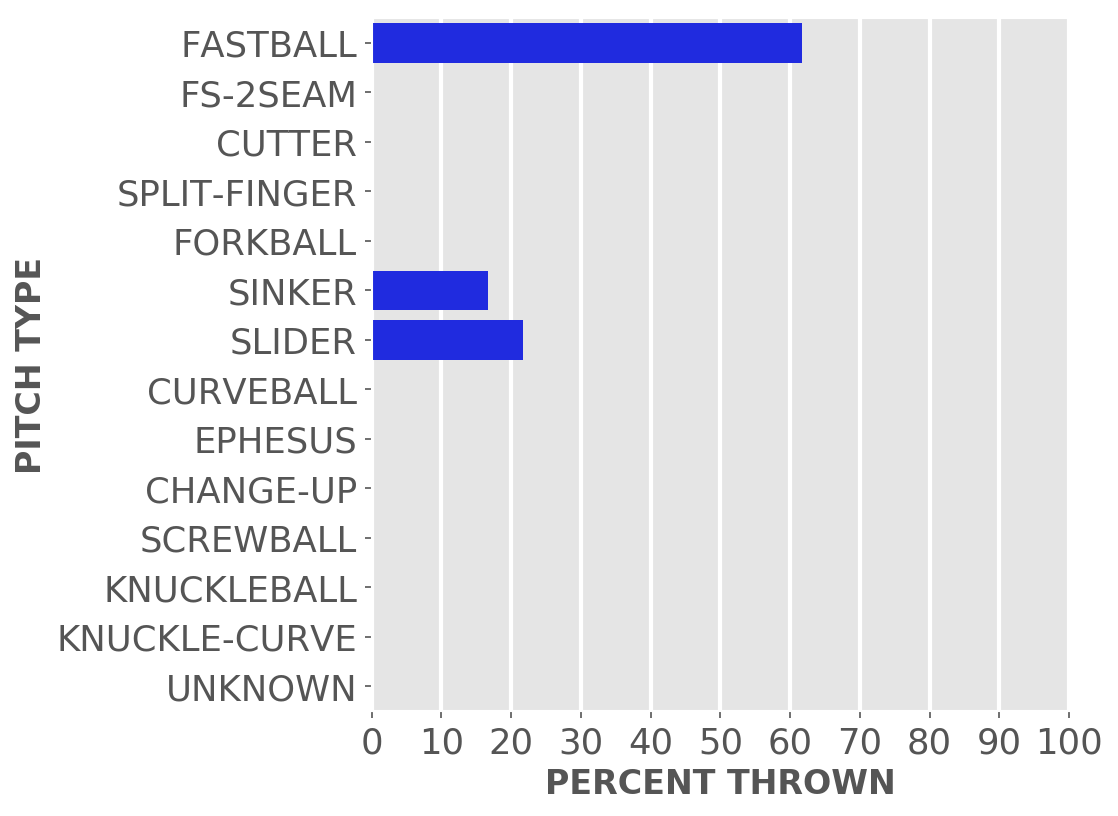 FASTBALL
FS-2SEAM
CUTTER
SPLIT-FINGER
FORKBALL
SINKER
SLIDER
CURVEBALL
EPHESUS
CHANGE-UP
SCREWBALL
KNUCKLEBALL
KNUCKLE-CURVE
UNKNOWN
PITCH TYPE
0 10 20 30 40 50 60 70 80 90 100
PERCENT THROWN